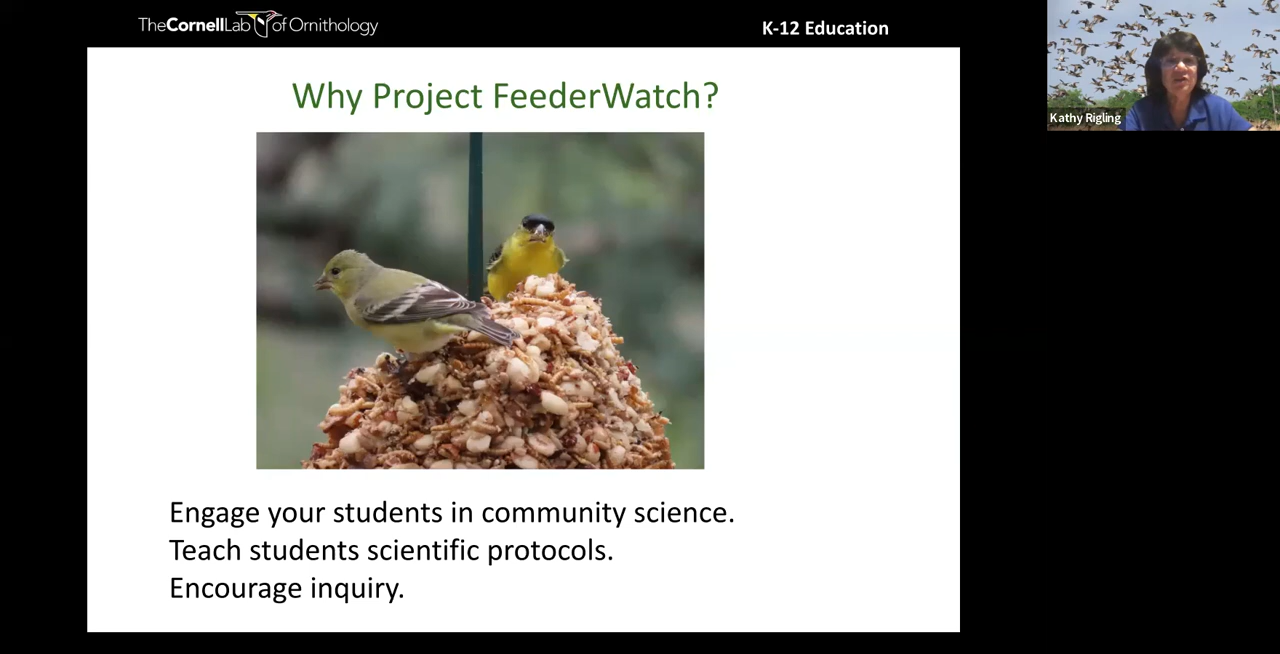 TheCornellLab of Ornithology
K-12 Education
Why Project FeederWatch?
Kathy Rigling
Engage your students in community science.
Teach students scientific protocols.
Encourage inquiry.